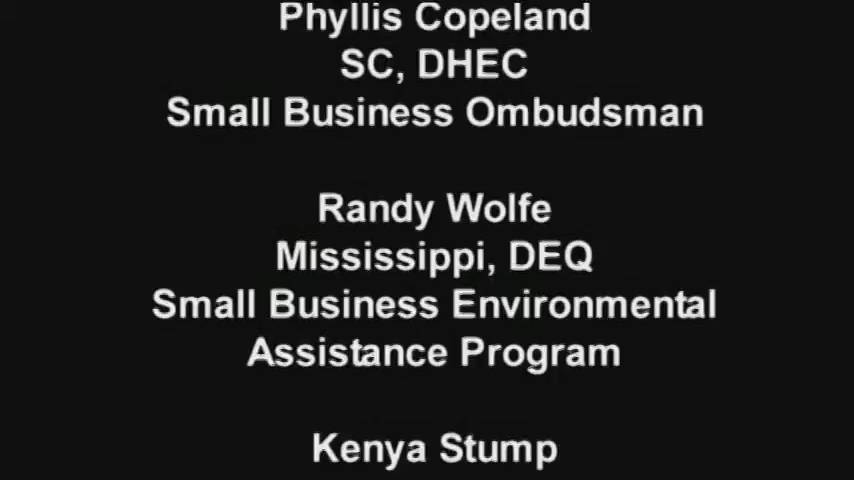 Phyllis Copeland
SC, DHEC
Small Business Ombudsman
Randy Wolfe
Mississippi, DEQ
Small Business Environmental
Assistance Program
Kenya Stump